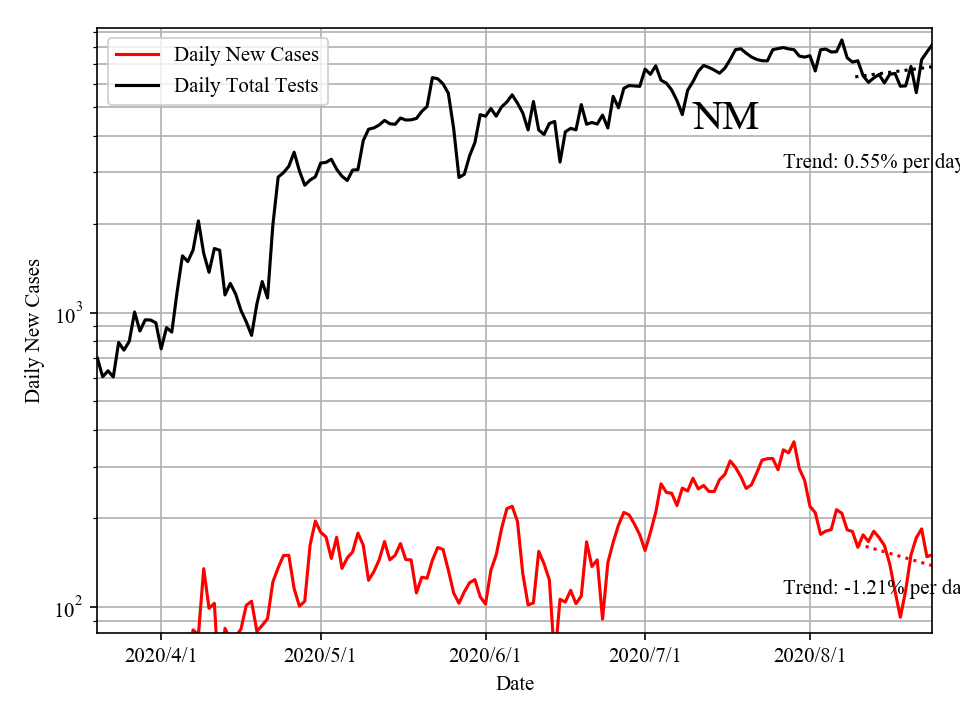 Daily New Cases
Daily Total Tests
NM
Trend: 0.55% per day
Trend: -1.21% per da
10³
10²
Daily New Cases
2020/4/1
2020/5/1
2020/6/1
2020/7/1
2020/8/1
Date